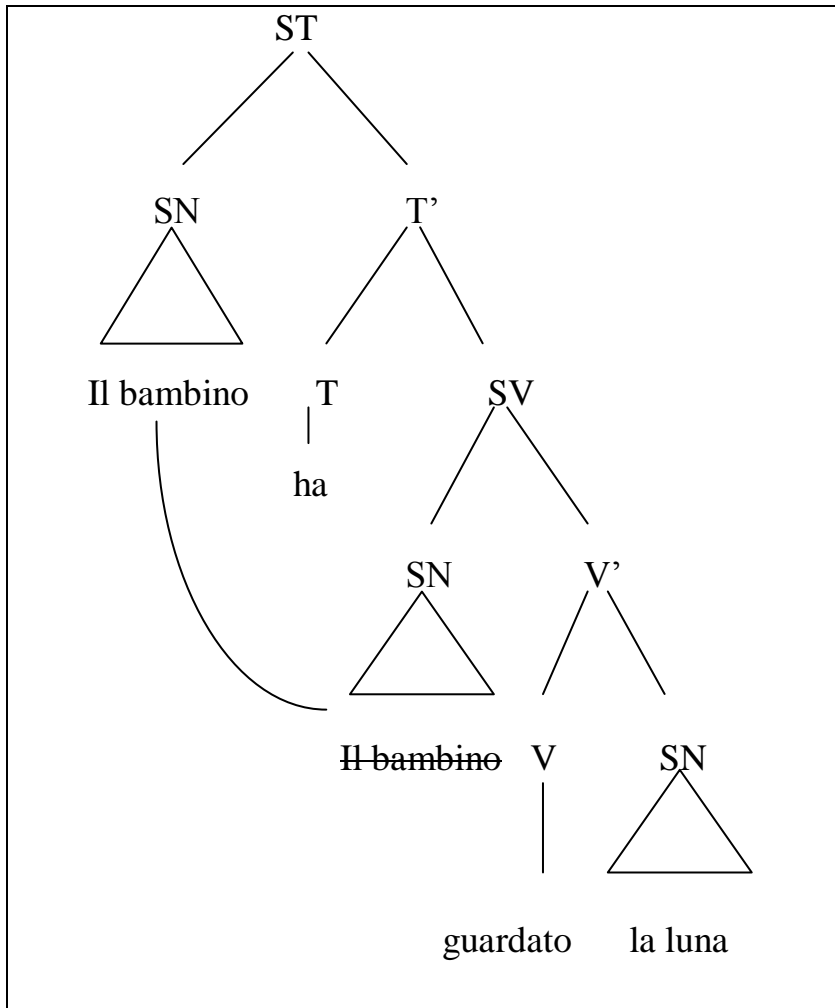 ST
SN T’
Il bambino T SV
ha
SN V’
Il bambino V SN
guardato la luna